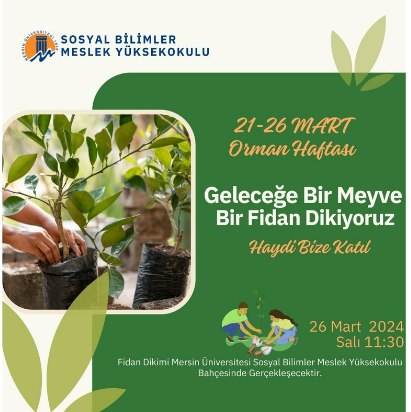 SOSYAL BİLİMLER
MESLEK YÜKSEKOKULU
21-26 MART
Orman Haftası
Geleceğe Bir Meyve
Bir Fidan Dikiyoruz
Haydi Bize Katıl
26 Mart 2024
Salı 11:30
Fidan Dikimi Mersin Üniversitesi Sosyal Bilimler Meslek Yüksekokulu
Bahçesinde Gerçekleşecektir.